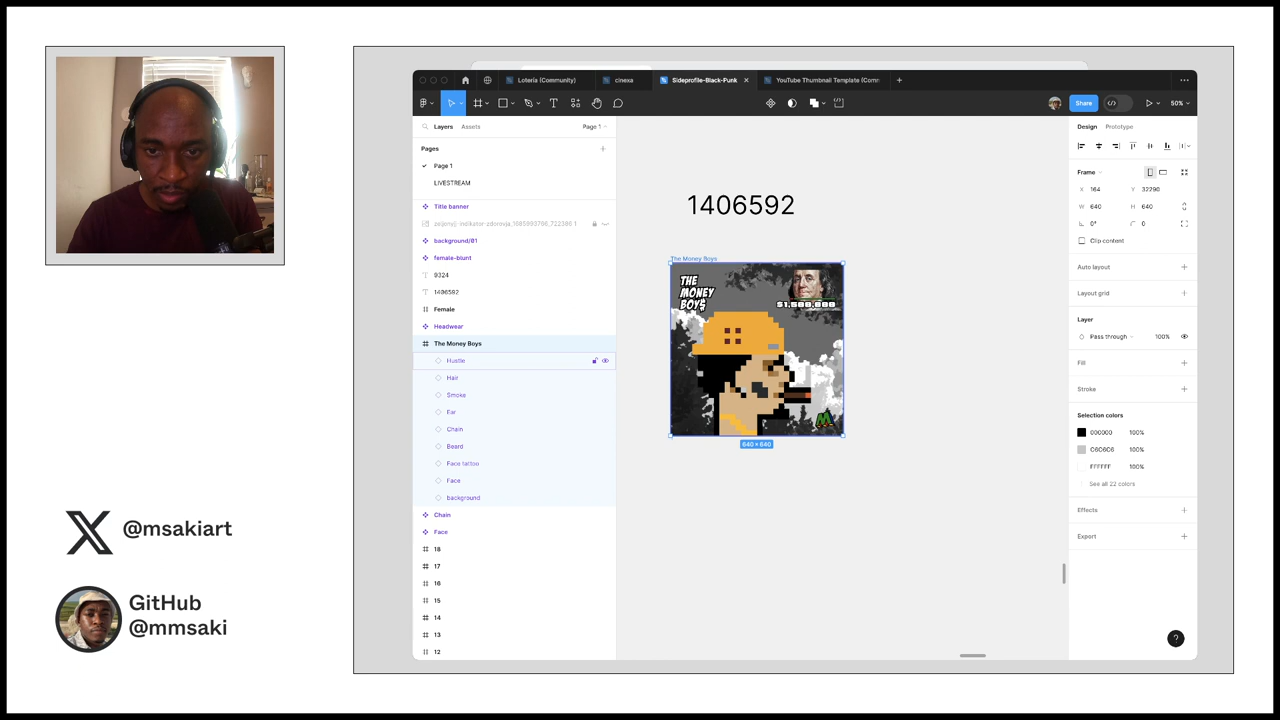 Loteria (Community)
cinexa
Sideprofile-Black-Punk
YouTube Thumbnail Template (Comm
Share
50%
Layers
Assets
Page 1
Pages
Page 1
LIVESTREAM
Title banner
background/01
female-blunt
9324
1406592
Female
Headwear
The Money Boys
Hustle
Hair
Smoke
Ear
Chain
Beard
Face tattoo
Face
background
Chain
Face
18
17
16
15
14
13
12
1406592
The Money Boys
THE
MONEY
BOYS
$1,500,000
M
640 × 640
Design
Prototype
Frame
X 164
Y 32290
W 640
H 640
0°
0
Clip content
Auto layout
Layout grid
Layer
Pass through
100%
Fill
Stroke
Selection colors
000000 100%
C6C6C6 100%
FFFFFF 100%
See all 22 colors
Effects
Export
?
@msakiart
GitHub
@mmsaki